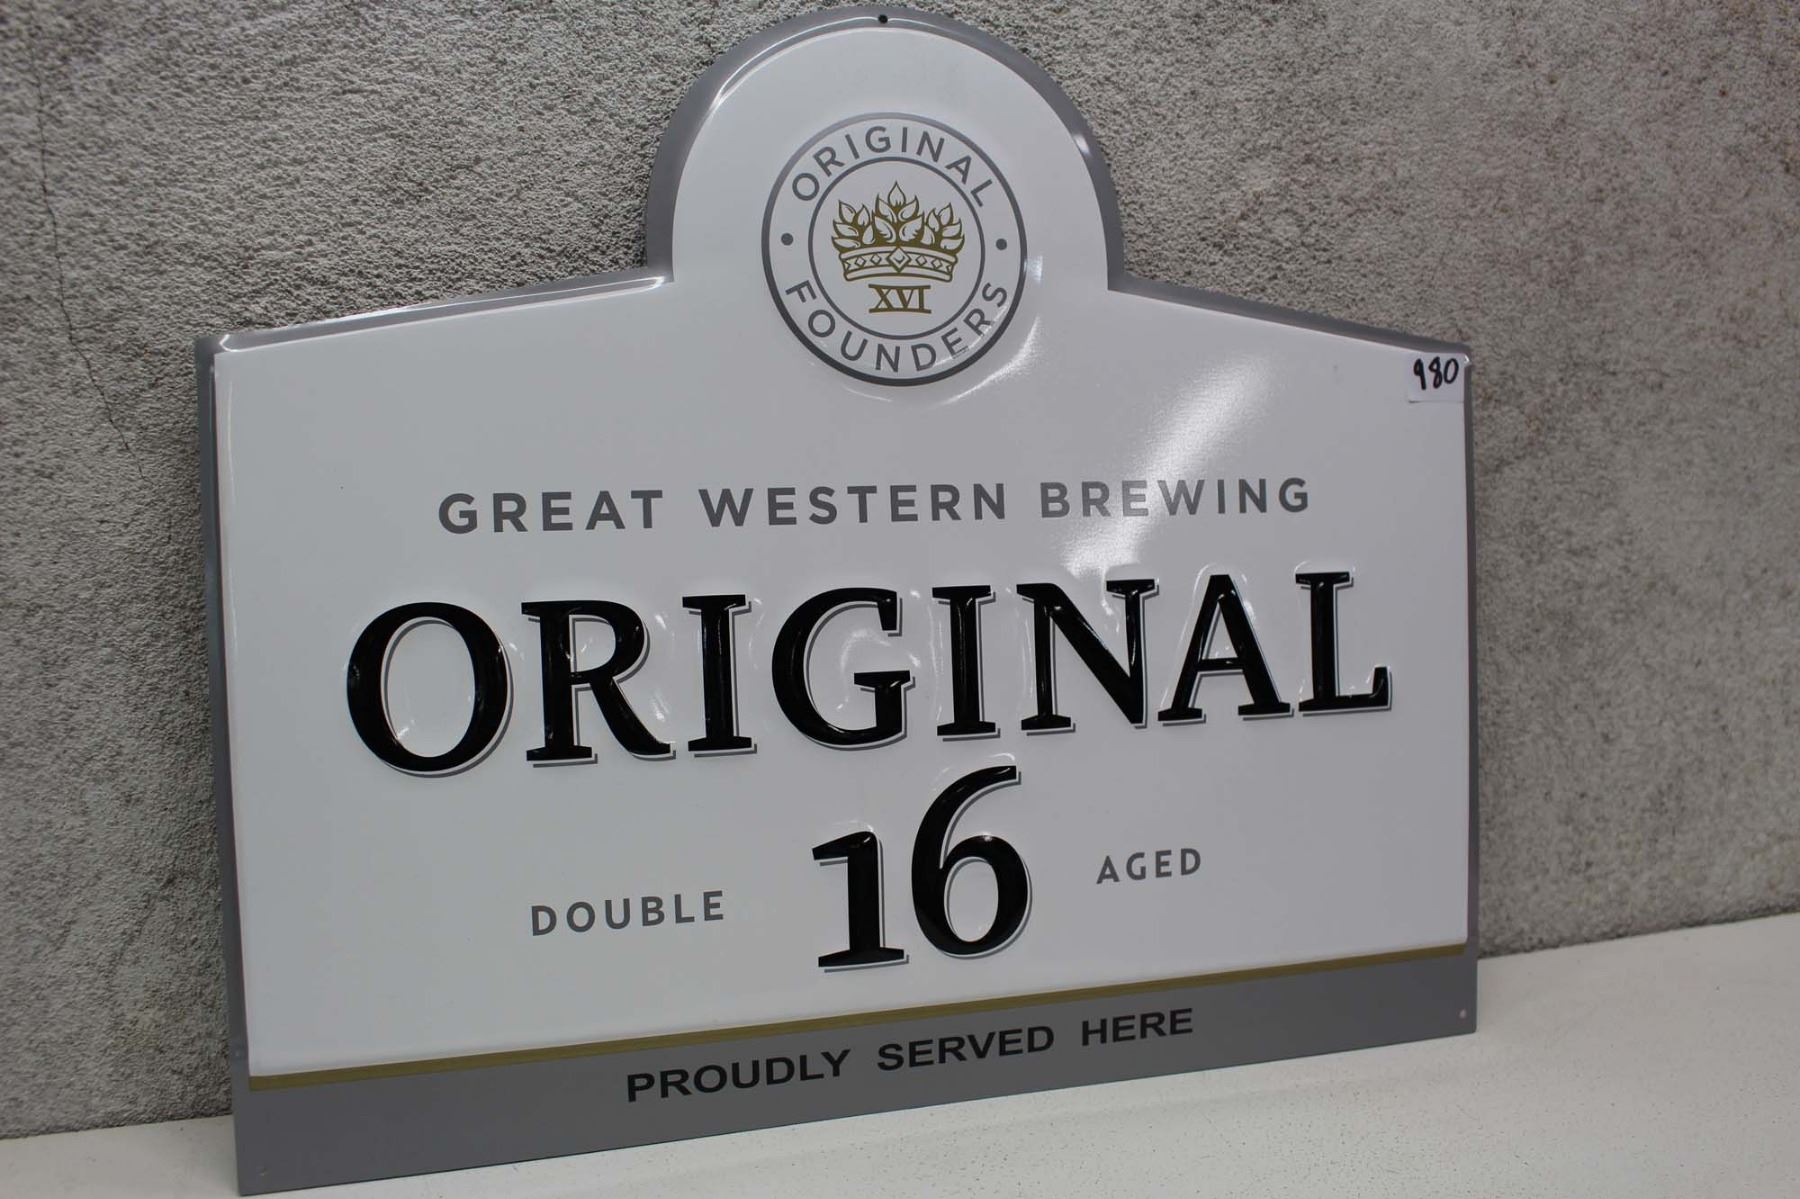 ORIGINAL
XVI
FOUNDERS
980
GREAT WESTERN BREWING
ORIGINAL
DOUBLE 16 AGED
PROUDLY SERVED HERE